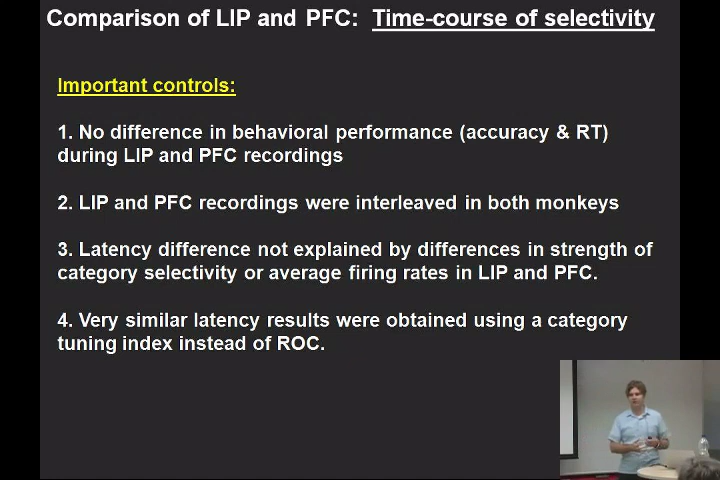 Comparison of LIP and PFC: Time-course of selectivity
Important controls:
1. No difference in behavioral performance (accuracy & RT)
during LIP and PFC recordings
2. LIP and PFC recordings were interleaved in both monkeys
3. Latency difference not explained by differences in strength of
category selectivity or average firing rates in LIP and PFC.
4. Very similar latency results were obtained using a category
tuning index instead of ROC.